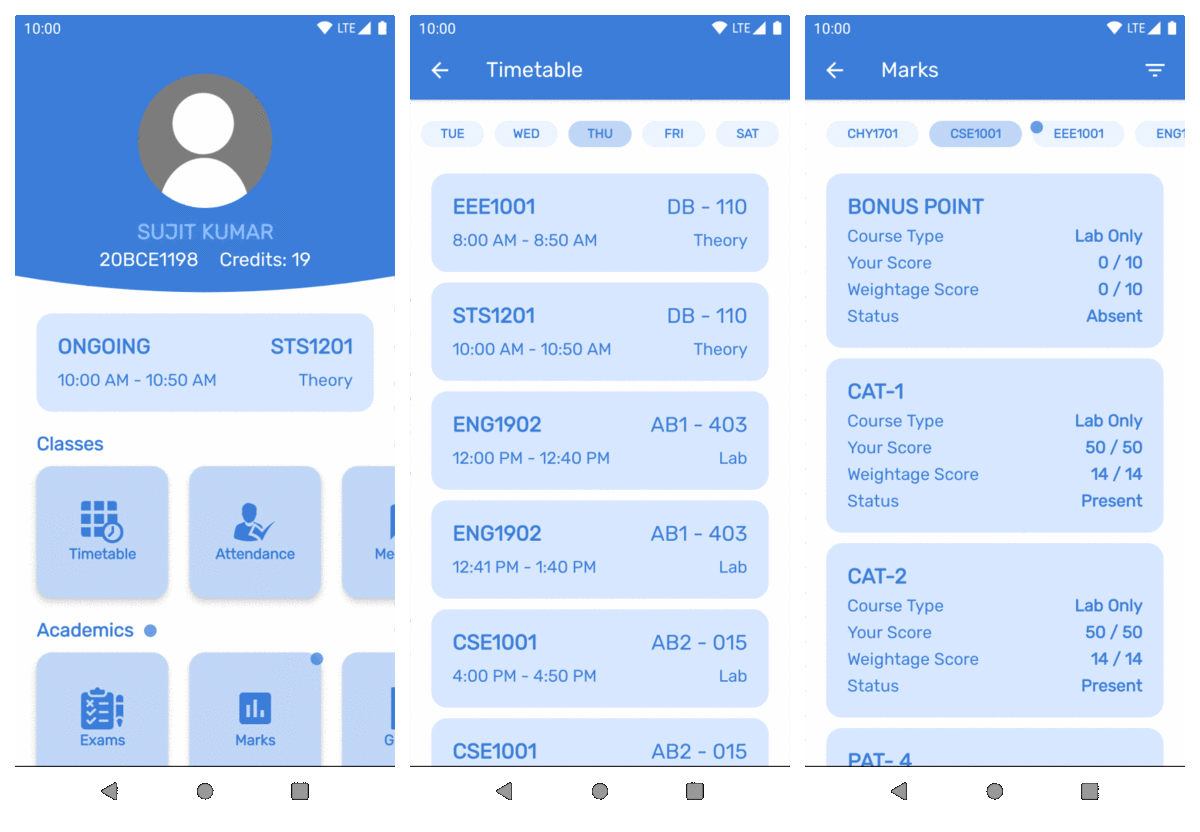 10:00 LTE
SUJIT KUMAR
20BCE1198 Credits: 19
ONGOING STS1201
10:00 AM - 10:50 AM Theory
Classes
Timetable Attendance Me
Academics
Exams Marks G
10:00 LTE
Timetable
TUE WED THU FRI SAT
EEE1001 DB - 110
8:00 AM - 8:50 AM Theory
STS1201 DB - 110
10:00 AM - 10:50 AM Theory
ENG1902 AB1 - 403
12:00 PM - 12:40 PM Lab
ENG1902 AB1 - 403
12:41 PM - 1:40 PM Lab
CSE1001 AB2 - 015
4:00 PM - 4:50 PM Lab
CSE1001 AB2 - 015
10:00 LTE
Marks
CHY1701 CSE1001 EEE1001 ENG1
BONUS POINT
Course Type Lab Only
Your Score 0 / 10
Weightage Score 0 / 10
Status Absent
CAT-1
Course Type Lab Only
Your Score 50 / 50
Weightage Score 14 / 14
Status Present
CAT-2
Course Type Lab Only
Your Score 50 / 50
Weightage Score 14 / 14
Status Present
PAT- 4